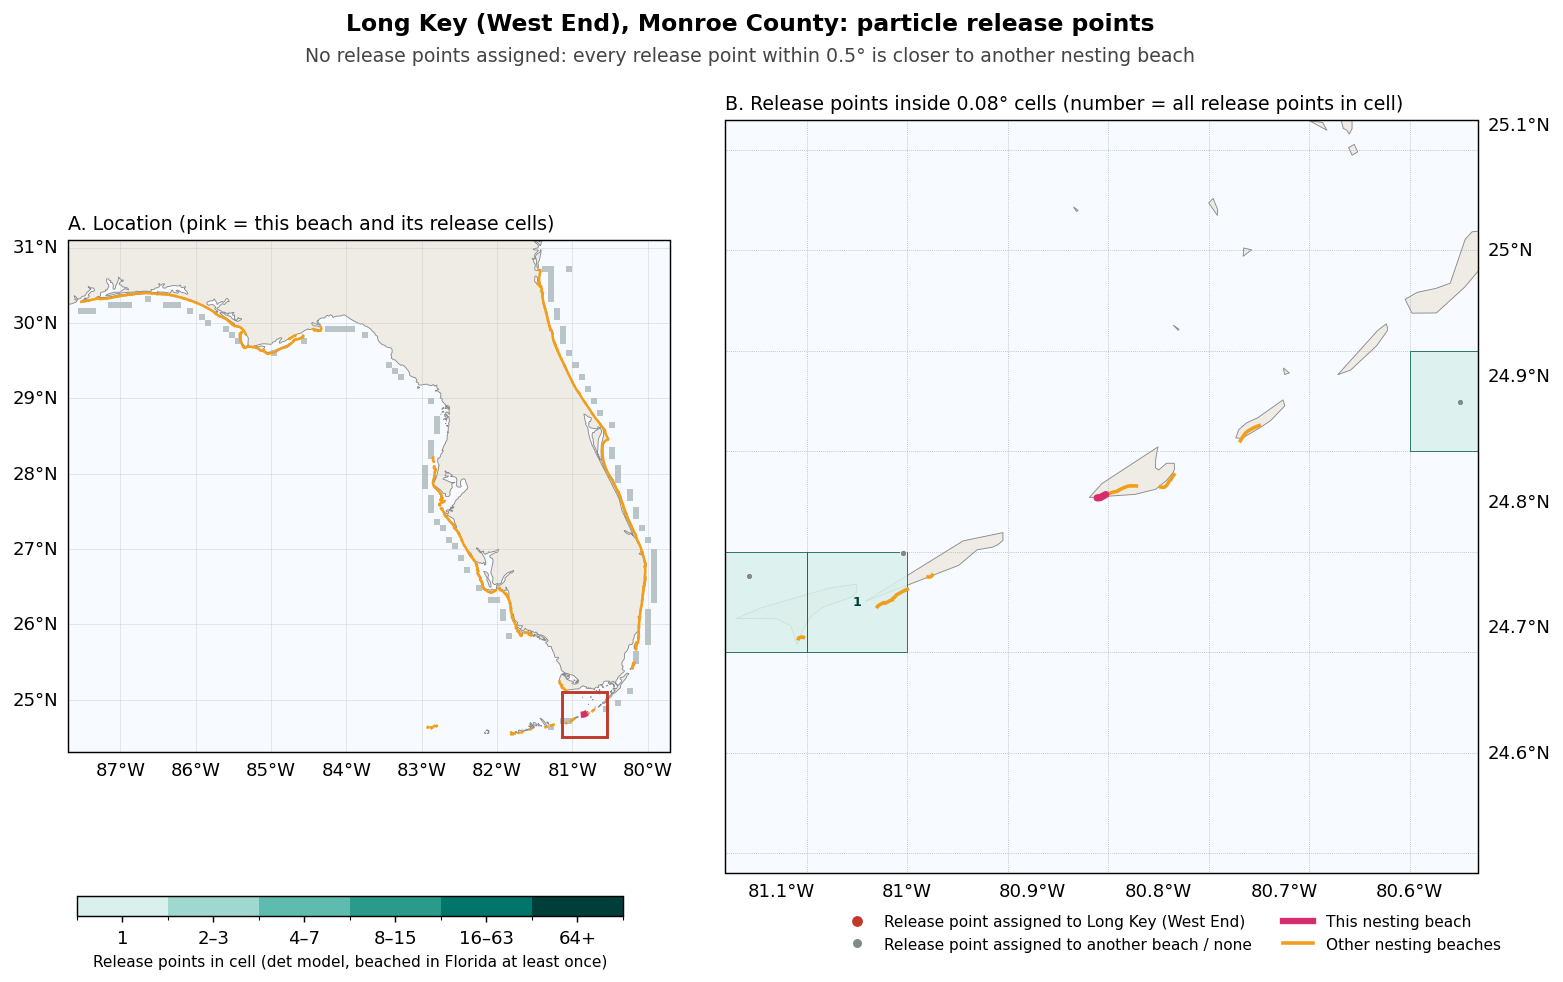 Long Key (West End), Monroe County: particle release points
No release points assigned: every release point within 0.5° is closer to another nesting beach
A. Location (pink = this beach and its release cells)
31°N
30°N
29°N
28°N
27°N
26°N
25°N
87°W 86°W 85°W 84°W 83°W 82°W 81°W 80°W
B. Release points inside 0.08° cells (number = all release points in cell)
25.1°N
25°N
24.9°N
24.8°N
24.7°N
24.6°N
1
81.1°W 81°W 80.9°W 80.8°W 80.7°W 80.6°W
1 2–3 4–7 8–15 16–63 64+
Release points in cell (det model, beached in Florida at least once)
Release point assigned to Long Key (West End)
Release point assigned to another beach / none
This nesting beach
Other nesting beaches